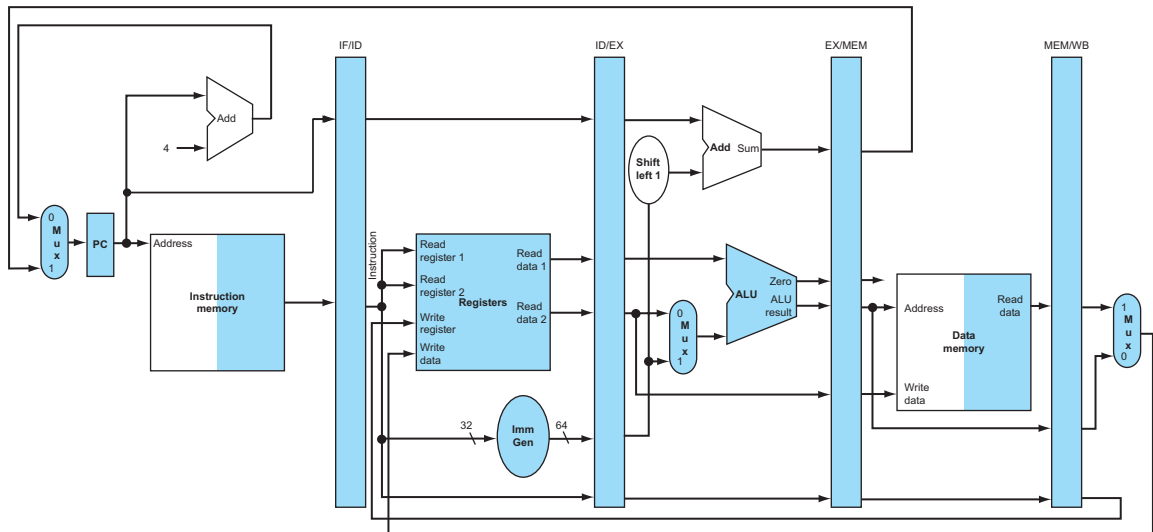 IF/ID
ID/EX
EX/MEM
MEM/WB
Add
4
Add Sum
Shift
left 1
0
M
u
x
1
PC
Address
Instruction
memory
Instruction
Read
register 1
Read
register 2
Write
register
Write
data
Registers
Read
data 1
Read
data 2
0
M
u
x
1
ALU
Zero
ALU
result
Address
Write
data
Read
data
Data
memory
1
M
u
x
0
32
Imm
Gen
64